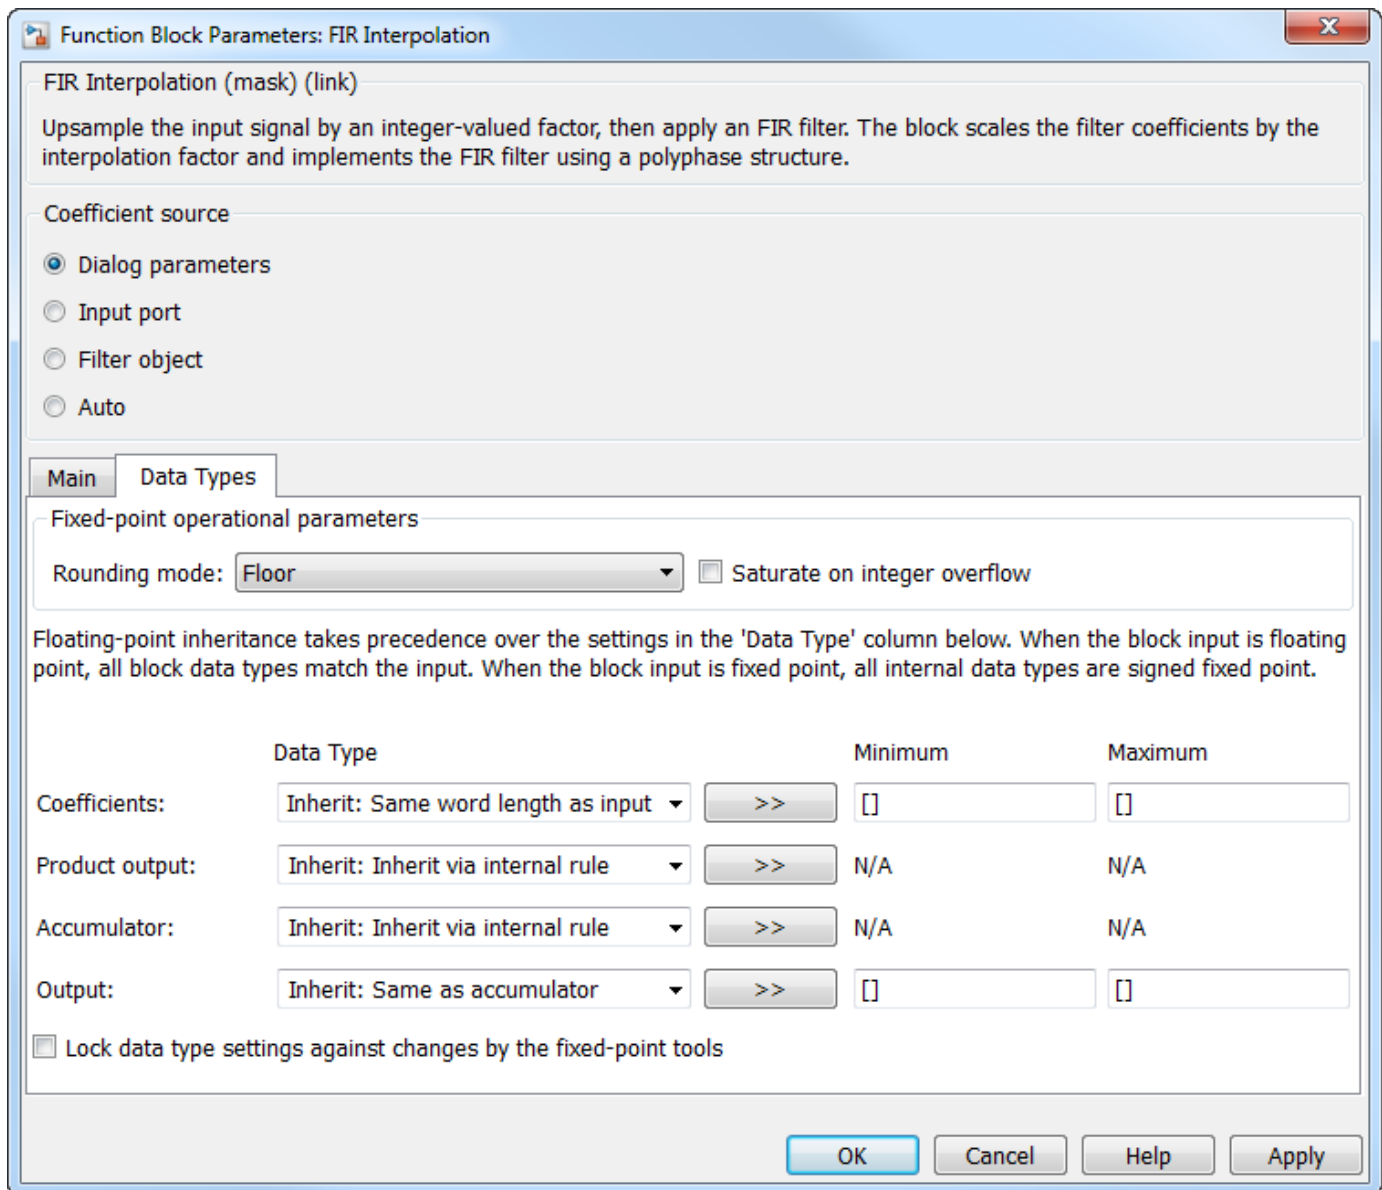 Function Block Parameters: FIR Interpolation
X
FIR Interpolation (mask) (link)
Upsample the input signal by an integer-valued factor, then apply an FIR filter. The block scales the filter coefficients by the
interpolation factor and implements the FIR filter using a polyphase structure.
Coefficient source
Dialog parameters
Input port
Filter object
Auto
Main Data Types
Fixed-point operational parameters
Rounding mode: Floor Saturate on integer overflow
Floating-point inheritance takes precedence over the settings in the 'Data Type' column below. When the block input is floating
point, all block data types match the input. When the block input is fixed point, all internal data types are signed fixed point.
Data Type Minimum Maximum
Coefficients: Inherit: Same word length as input >> [] []
Product output: Inherit: Inherit via internal rule >> N/A N/A
Accumulator: Inherit: Inherit via internal rule >> N/A N/A
Output: Inherit: Same as accumulator >> [] []
Lock data type settings against changes by the fixed-point tools
OK Cancel Help Apply